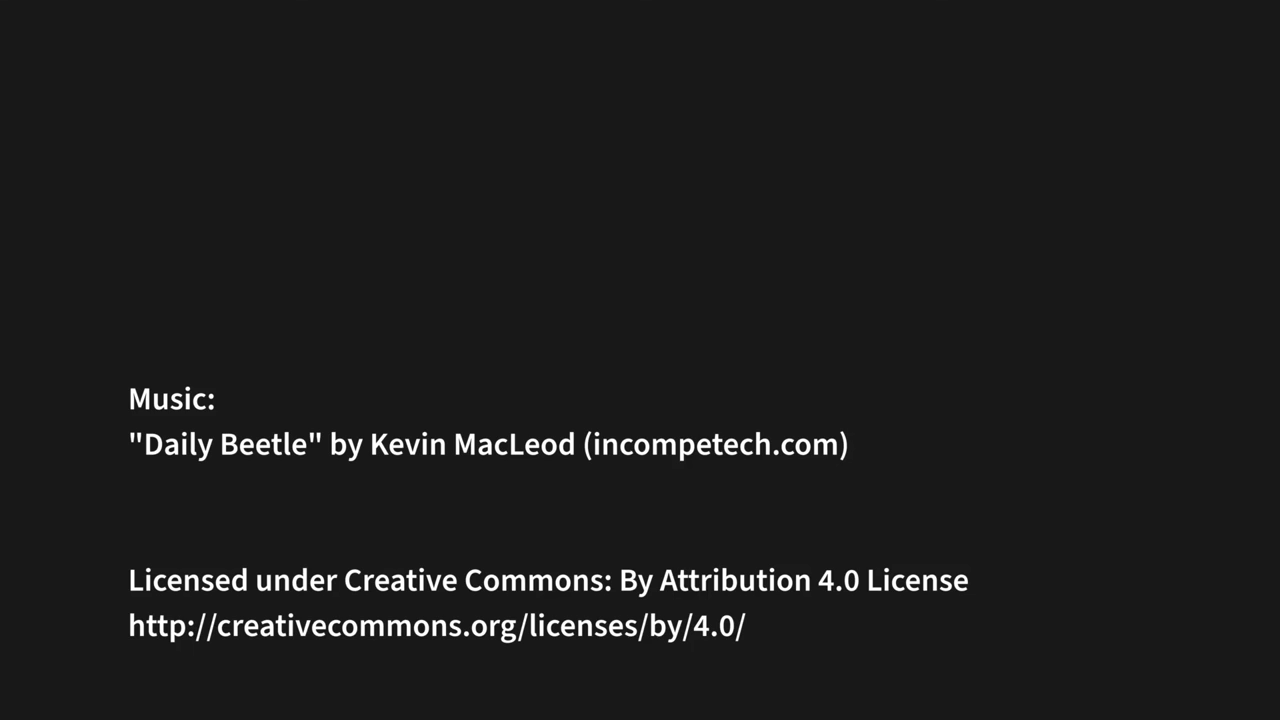 Music:
"Daily Beetle" by Kevin MacLeod (incompetech.com)
Licensed under Creative Commons: By Attribution 4.0 License
http://creativecommons.org/licenses/by/4.0/